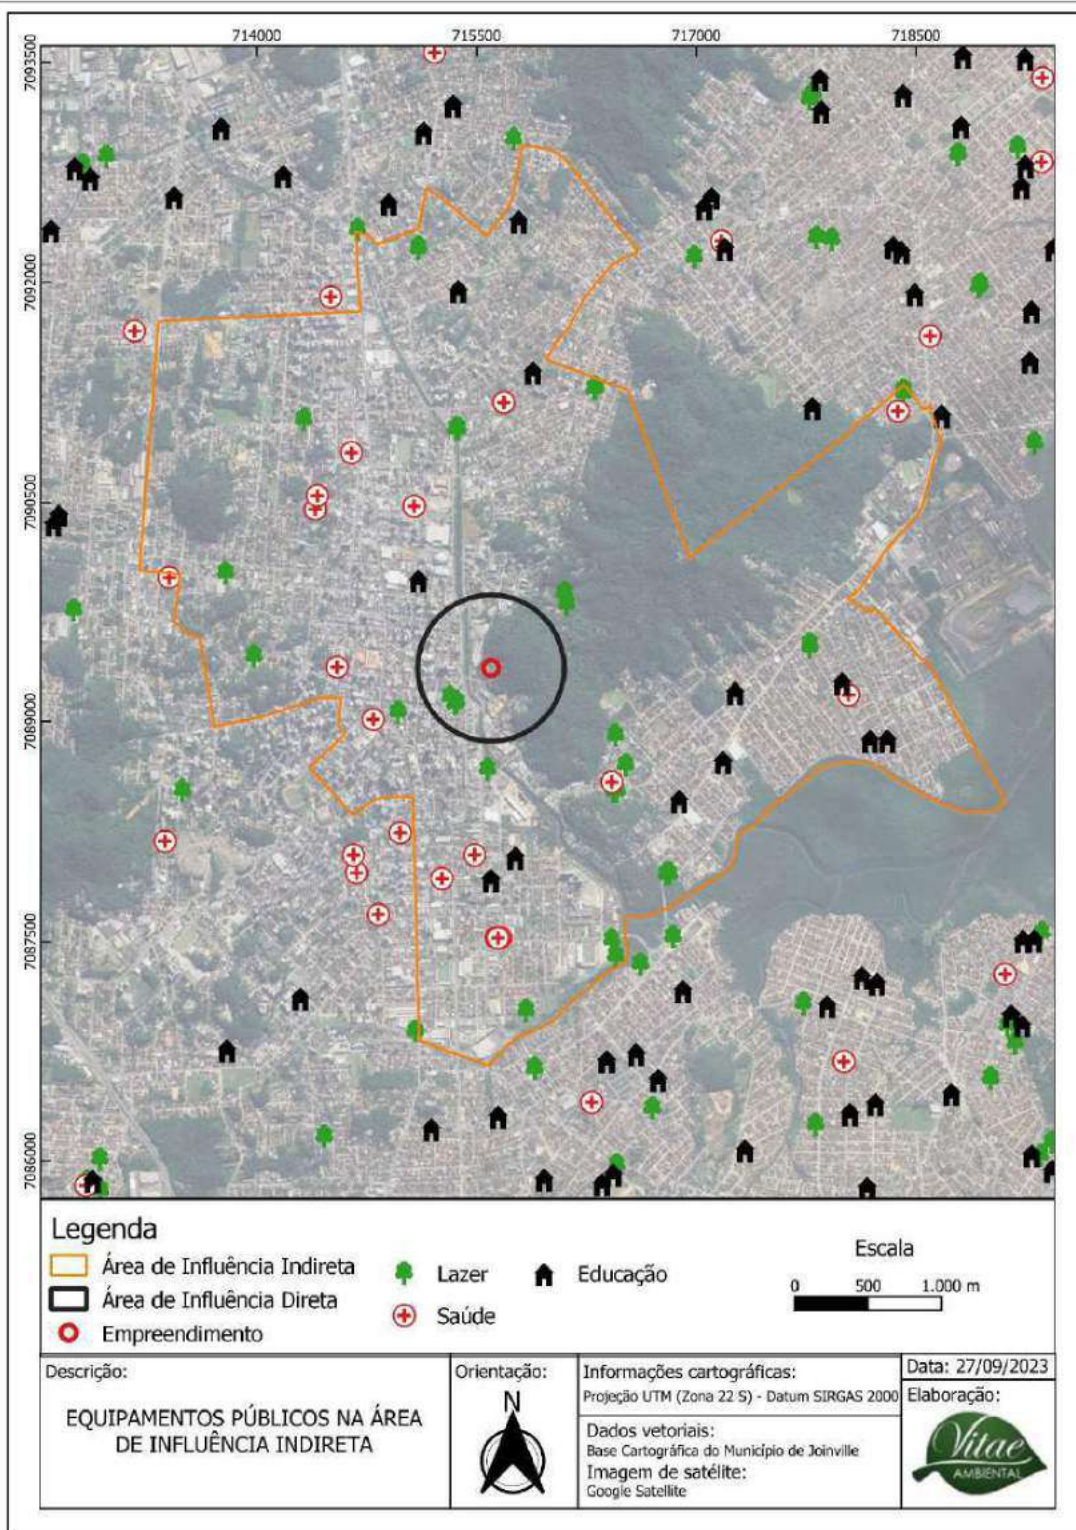 714000 715500 717000 718500
7093500
7092000
7090500
7089000
7087500
7086000
Legenda
Área de Influência Indireta
Área de Influência Direta
Empreendimento
Lazer
Saúde
Educação
Escala
0 500 1.000 m
Descrição:
EQUIPAMENTOS PÚBLICOS NA ÁREA
DE INFLUÊNCIA INDIRETA
Orientação:
N
Informações cartográficas:
Projeção UTM (Zona 22 S) - Datum SIRGAS 2000
Dados vetoriais:
Base Cartográfica do Município de Joinville
Imagem de satélite:
Google Satellite
Data: 27/09/2023
Elaboração:
Vitae
AMBIENTAL